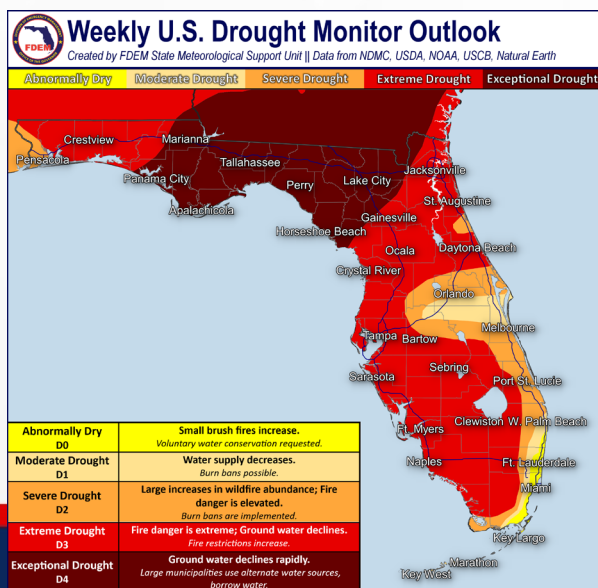 Weekly U.S. Drought Monitor Outlook
Created by FDEM State Meteorological Support Unit || Data from NDMC, USDA, NOAA, USCB, Natural Earth
FDEM
Abnormally Dry Moderate Drought Severe Drought Extreme Drought Exceptional Drought
Crestview
Marianna
Pensacola
Tallahassee
Jacksonville
Panama City
Perry
Lake City
St. Augustine
Apalachicola
Gainesville
Horseshoe Beach
Ocala
Daytona Beach
Crystal River
Orlando
Melbourne
Tampa
Bartow
Sebring
Sarasota
Port St. Lucie
Clewiston
W. Palm Beach
Ft. Myers
Naples
Ft. Lauderdale
Miami
Key Largo
Marathon
Key West
Abnormally Dry
D0
Small brush fires increase.
Voluntary water conservation requested.
Moderate Drought
D1
Water supply decreases.
Burn bans possible.
Severe Drought
D2
Large increases in wildfire abundance; Fire
danger is elevated.
Burn bans are implemented.
Extreme Drought
D3
Fire danger is extreme; Ground water declines.
Fire restrictions increase.
Exceptional Drought
D4
Ground water declines rapidly.
Large municipalities use alternate water sources,
borrow water.